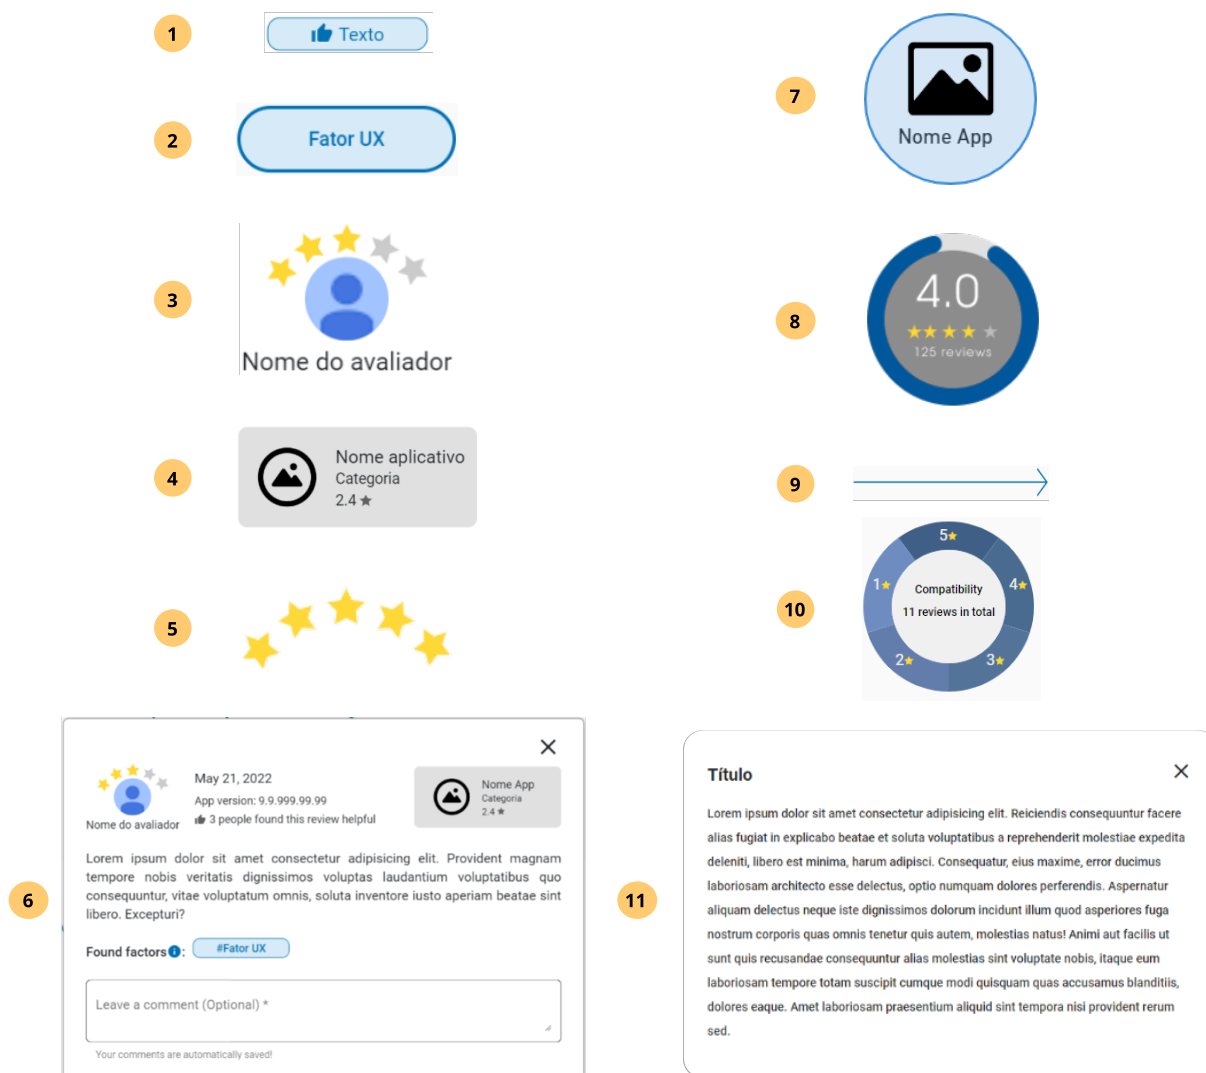 1
Texto
2
Fator UX
3
Nome do avaliador
4
Nome aplicativo
Categoria
2.4
5
6
May 21, 2022
App version: 9.9.999.99.99
3 people found this review helpful
Nome do avaliador
Nome App
Categoria
2.4
Lorem ipsum dolor sit amet consectetur adipisicing elit. Provident magnam
tempore nobis veritatis dignissimos voluptas laudantium voluptatibus quo
consequuntur, vitae voluptatum omnis, soluta inventore iusto aperiam beatae sint
libero. Excepturi?
Found factors :
#Fator UX
Leave a comment (Optional) *
Your comments are automatically saved!
7
Nome App
8
4.0
125 reviews
9
10
5
1
4
Compatibility
11 reviews in total
2
3
11
Título
Lorem ipsum dolor sit amet consectetur adipisicing elit. Reiciendis consequuntur facere
alias fugiat in explicabo beatae et soluta voluptatibus a reprehenderit molestiae expedita
deleniti, libero est minima, harum adipisci. Consequatur, eius maxime, error ducimus
laboriosam architecto esse delectus, optio numquam dolores perferendis. Aspernatur
aliquam delectus neque iste dignissimos dolorum incidunt illum quod asperiores fuga
nostrum corporis quas omnis tenetur quis autem, molestias natus! Animi aut facilis ut
sunt quis recusandae consequuntur alias molestias sint voluptate nobis, itaque eum
laboriosam tempore totam suscipit cumque modi quisquam quas accusamus blanditiis,
dolores eaque. Amet laboriosam praesentium aliquid sint tempora nisi provident rerum
sed.